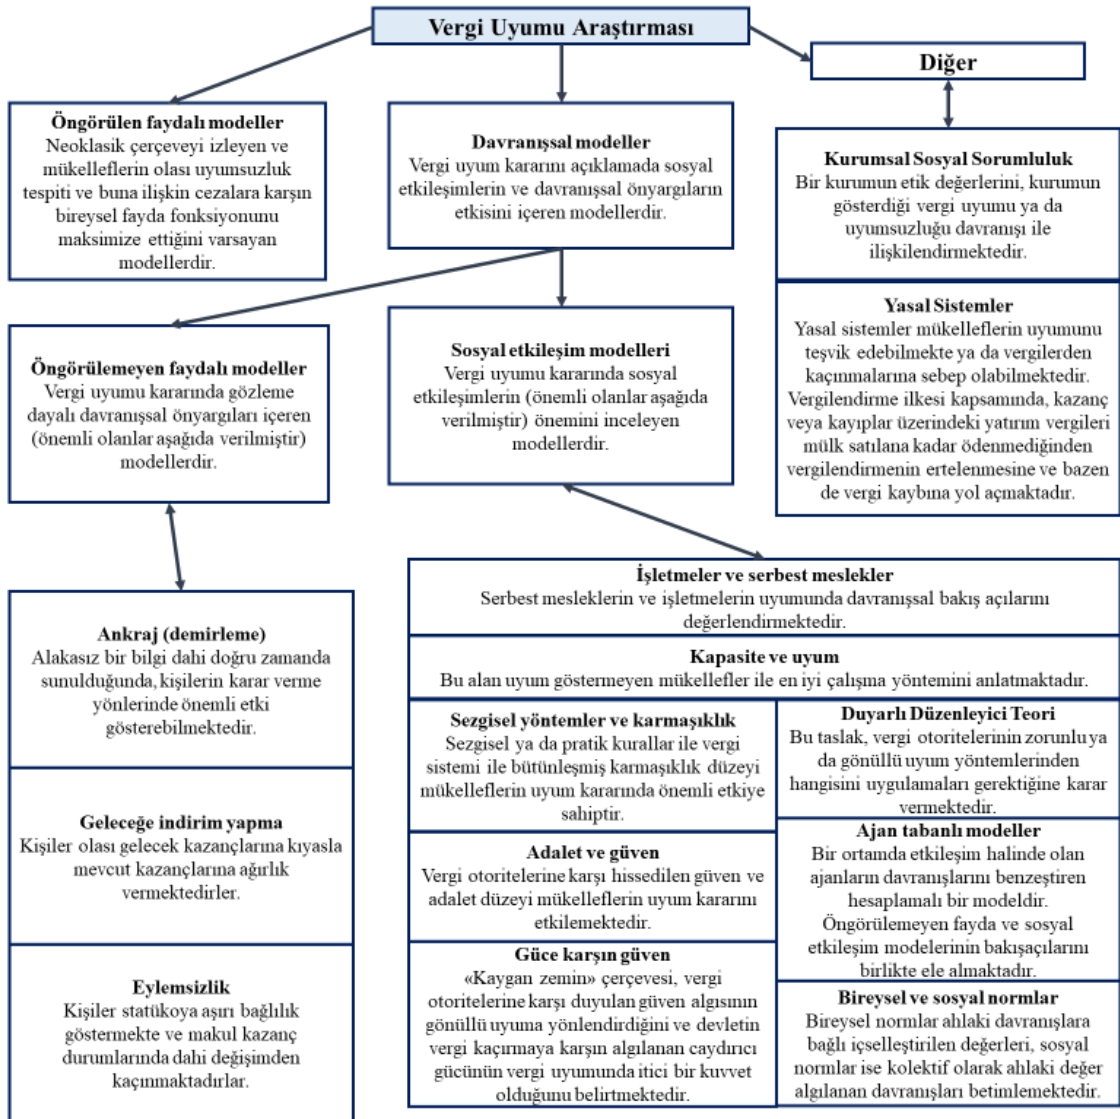 Vergi Uyumu Araştırması
Diğer
Öngörülen faydalı modeller
Neoklasik çerçeveyi izleyen ve
mükelleflerin olası uyumsuzluk
tespiti ve buna ilişkin cezalara karşın
bireysel fayda fonksiyonunu
maksimize ettiğini varsayan
modellerdir.
Davranışsal modeller
Vergi uyum kararını açıklamada sosyal
etkileşimlerin ve davranışsal önyargıların
etkisini içeren modellerdir.
Kurumsal Sosyal Sorumluluk
Bir kurumun etik değerlerini, kurumun
gösterdiği vergi uyumu ya da
uyumsuzluğu davranışı ile
ilişkilendirmektedir.
Yasal Sistemler
Yasal sistemler mükelleflerin uyumunu
teşvik edebilmekte ya da vergilerden
kaçınmalarına sebep olabilmektedir.
Vergilendirme ilkesi kapsamında, kazanç
veya kayıplar üzerindeki yatırım vergileri
mülk satılana kadar ödenmediğinden
vergilendirmenin ertelenmesine ve bazen
de vergi kaybına yol açmaktadır.
Öngörülemeyen faydalı modeller
Vergi uyumu kararında gözleme
dayalı davranışsal önyargıları içeren
(önemli olanlar aşağıda verilmiştir)
modellerdir.
Sosyal etkileşim modelleri
Vergi uyumu kararında sosyal
etkileşimlerin (önemli olanlar aşağıda
verilmiştir) önemini inceleyen
modellerdir.
Ankraj (demirleme)
Alakasız bir bilgi dahi doğru zamanda
sunulduğunda, kişilerin karar verme
yönlerinde önemli etki
gösterebilmektedir.
Geleceğe indirim yapma
Kişiler olası gelecek kazançlarına kıyasla
mevcut kazançlarına ağırlık
vermektedirler.
Eylemsizlik
Kişiler statükoya aşırı bağlılık
göstermekte ve makul kazanç
durumlarında dahi değişimden
kaçınmaktadırlar.
İşletmeler ve serbest meslekler
Serbest mesleklerin ve işletmelerin uyumunda davranışsal bakış açılarını
değerlendirmektedir.
Kapasite ve uyum
Bu alan uyum göstermeyen mükellefler ile en iyi çalışma yöntemini anlatmaktadır.
Sezgisel yöntemler ve karmaşıklık
Sezgisel ya da pratik kurallar ile vergi
sistemi ile bütünleşmiş karmaşıklık düzeyi
mükelleflerin uyum kararında önemli etkiye
sahiptir.
Adalet ve güven
Vergi otoritelerine karşı hissedilen güven ve
adalet düzeyi mükelleflerin uyum kararını
etkilemektedir.
Güce karşın güven
«Kaygan zemin» çerçevesi, vergi
otoritelerine karşı duyulan güven algısının
gönüllü uyuma yönlendirdiğini ve devletin
vergi kaçırmaya karşın algılanan caydırıcı
gücünün vergi uyumunda itici bir kuvvet
olduğunu belirtmektedir.
Duyarlı Düzenleyici Teori
Bu taslak, vergi otoritelerinin zorunlu ya
da gönüllü uyum yöntemlerinden
hangisini uygulamaları gerektiğine karar
vermektedir.
Ajan tabanlı modeller
Bir ortamda etkileşim halinde olan
ajanların davranışlarını benzeştiren
hesaplamalı bir modeldir.
Öngörülemeyen fayda ve sosyal
etkileşim modelerinin bakışaçılarını
birlikte ele almaktadır.
Bireysel ve sosyal normlar
Bireysel normlar ahlaki davranışlara
bağlı içselleştirilen değerleri, sosyal
normlar ise kolektif olarak ahlaki değer
algılanan davranışları betimlemektedir.